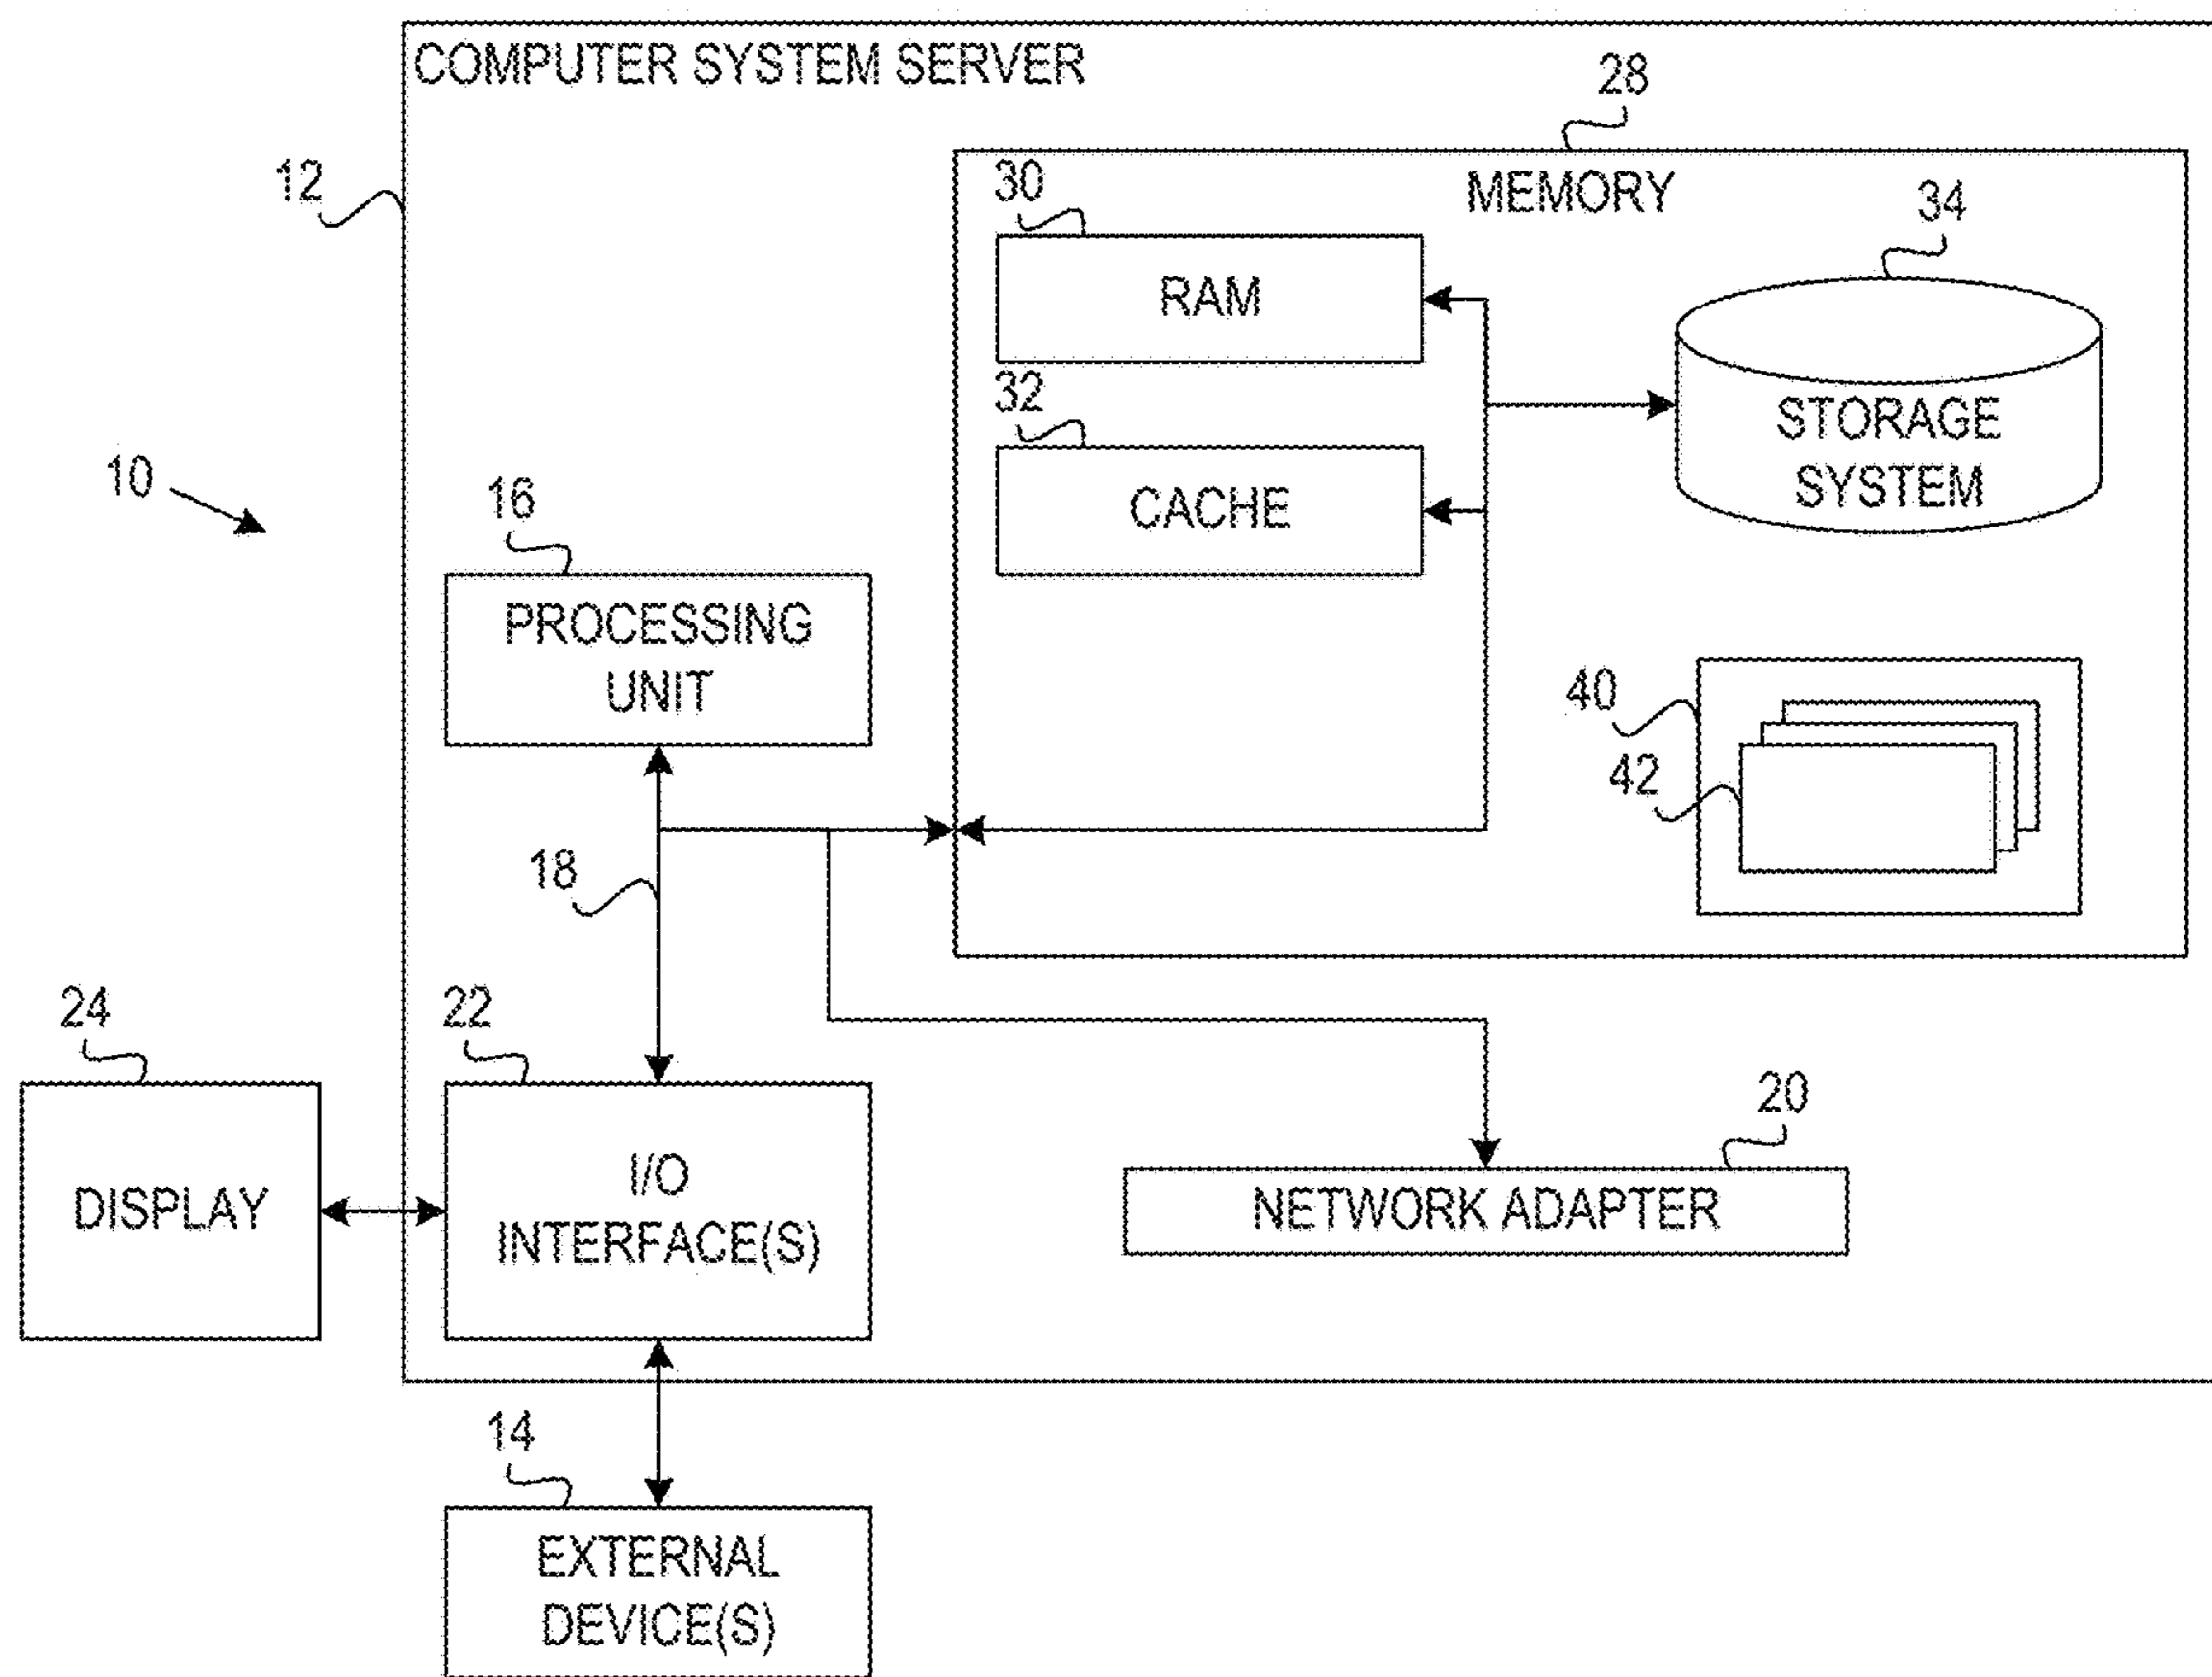 COMPUTER SYSTEM SERVER
28
12
30
MEMORY
34
RAM
32
STORAGE
SYSTEM
CACHE
10
16
PROCESSING
UNIT
40
42
18
24
22
20
DISPLAY
I/O
INTERFACE(S)
NETWORK ADAPTER
14
EXTERNAL
DEVICE(S)